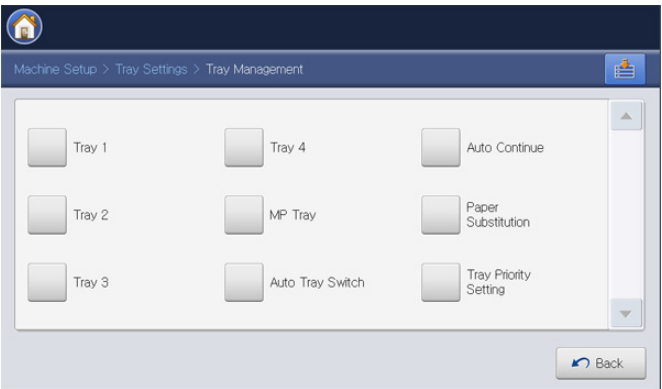 Machine Setup > Tray Settings > Tray Management
Tray 1
Tray 4
Auto Continue
Tray 2
MP Tray
Paper
Substitution
Tray 3
Auto Tray Switch
Tray Priority
Setting
Back